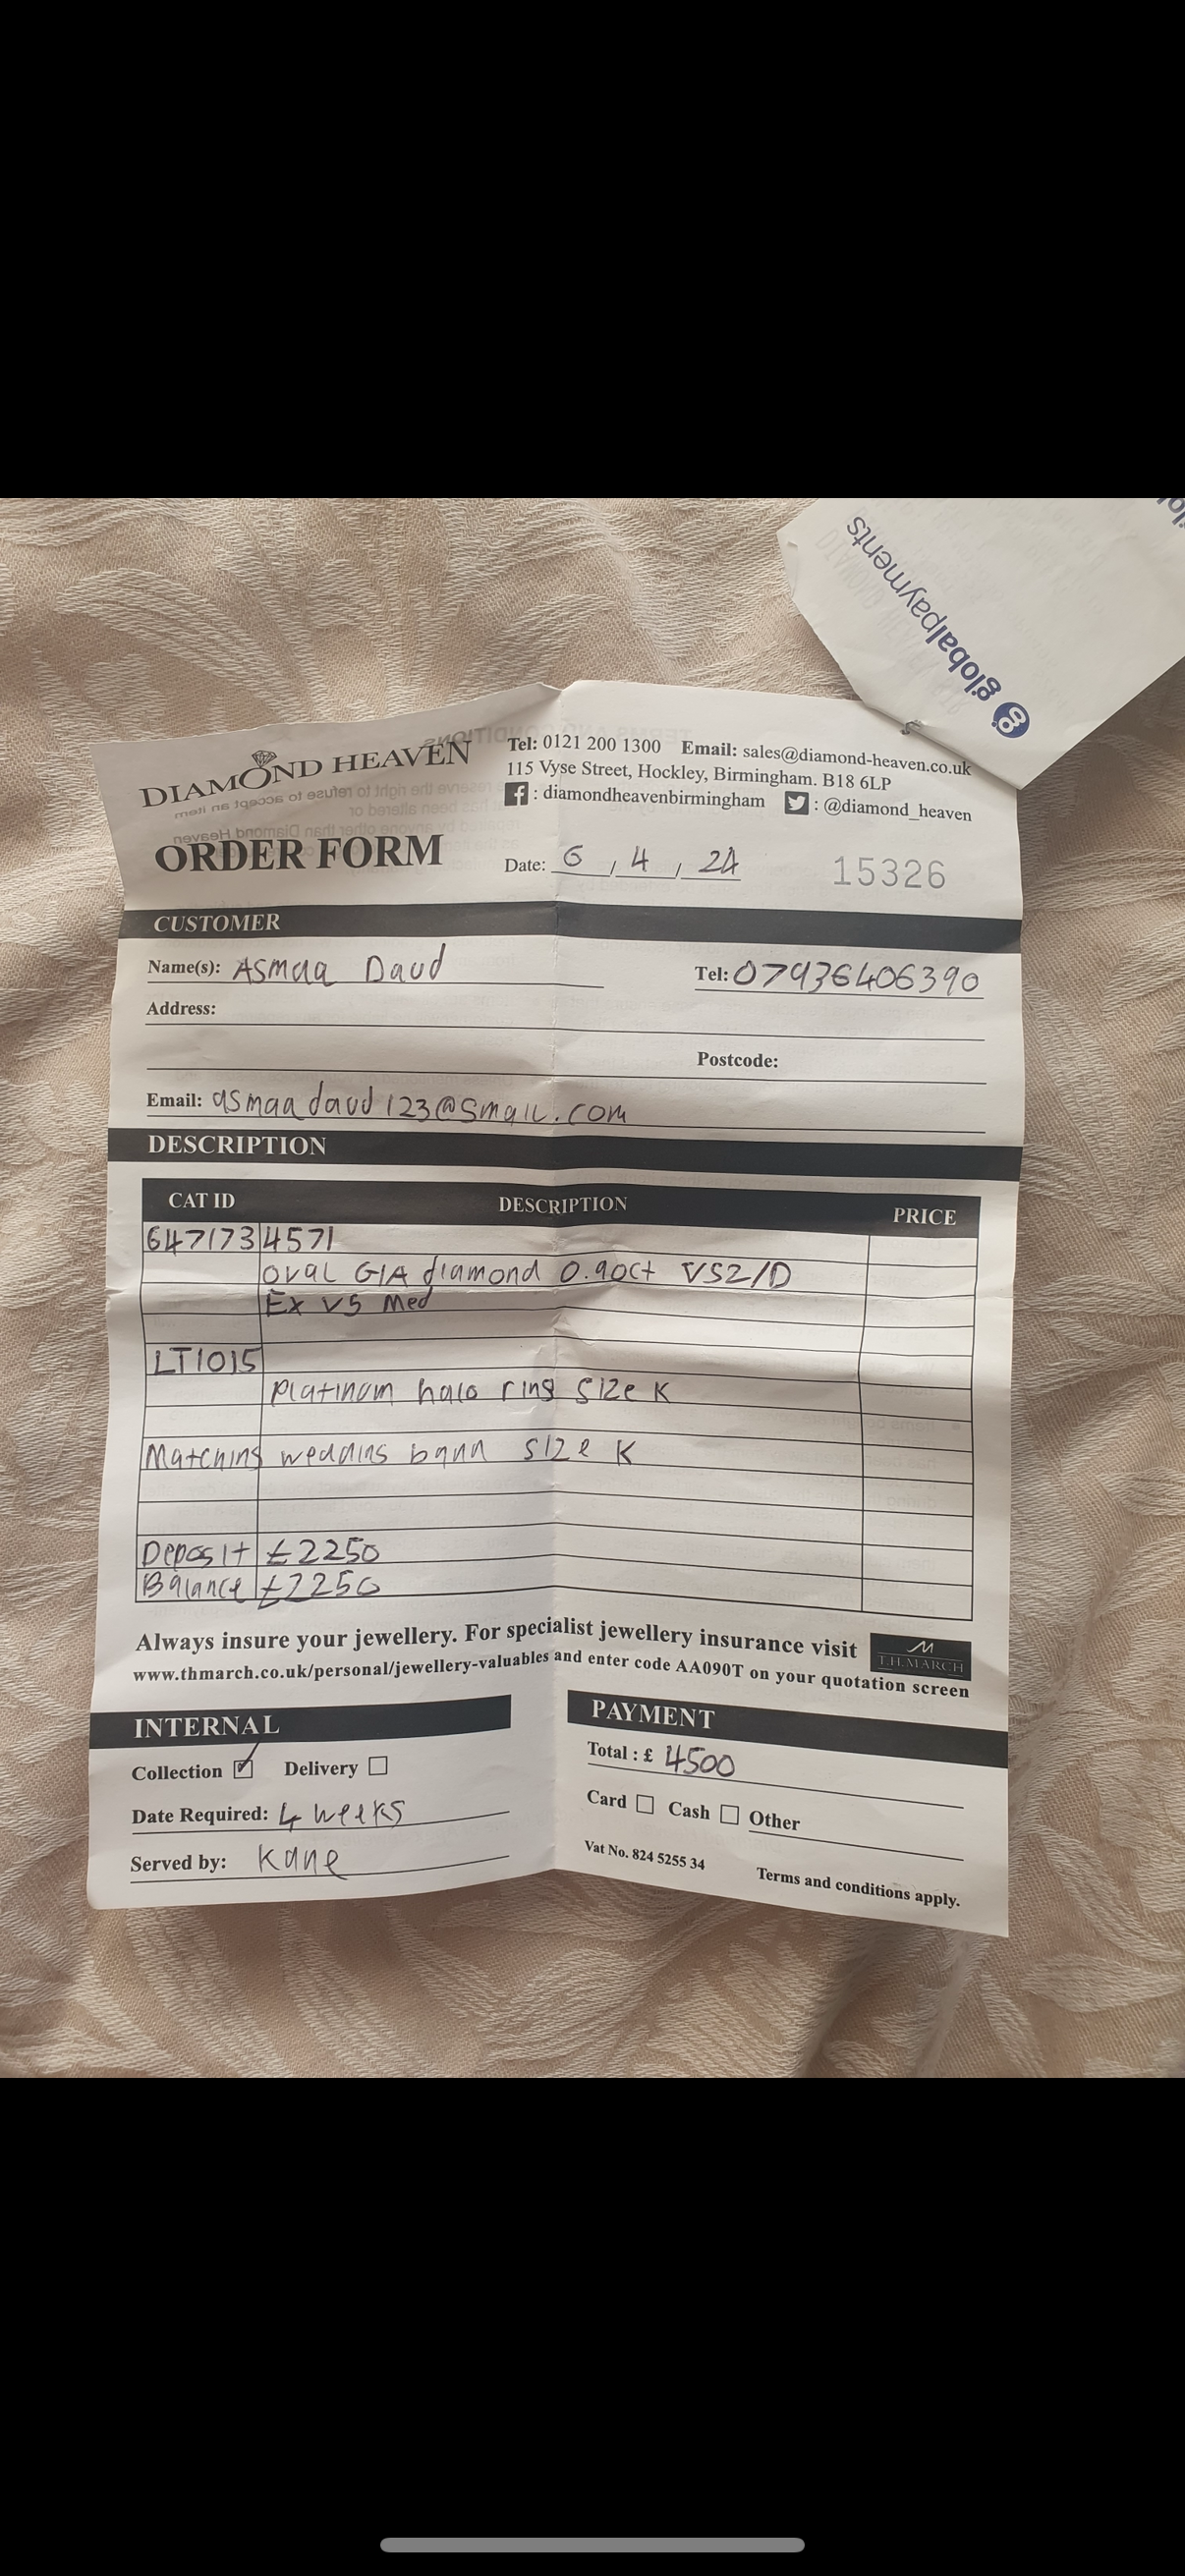 globalpayments
DIAMOND HEAVEN
Tel: 0121 200 1300 Email: sales@diamond-heaven.co.uk
115 Vyse Street, Hockley, Birmingham. B18 6LP
: diamondheavenbirmingham : @diamond_heaven
ORDER FORM
Date: 6 / 4 / 24
15326
CUSTOMER
Name(s): Asmaa Daud
Tel: 07936406390
Address:
Postcode:
Email: asmaadaud123@gmail.com
DESCRIPTION
CAT ID DESCRIPTION PRICE
6471734571
Oval GIA diamond 0.90ct VS2/D
Ex VG Med
LT1015
Platinum halo ring size K
Matching wedding band size K
Deposit £2250
Balance £2250
Always insure your jewellery. For specialist jewellery insurance visit
www.thmarch.co.uk/personal/jewellery-valuables and enter code AA090T on your quotation screen
T.H.MARCH
INTERNAL
Collection Delivery
Date Required: 4 weeks
Served by: Kane
PAYMENT
Total : £ 4500
Card Cash Other
Vat No. 824 5255 34
Terms and conditions apply.